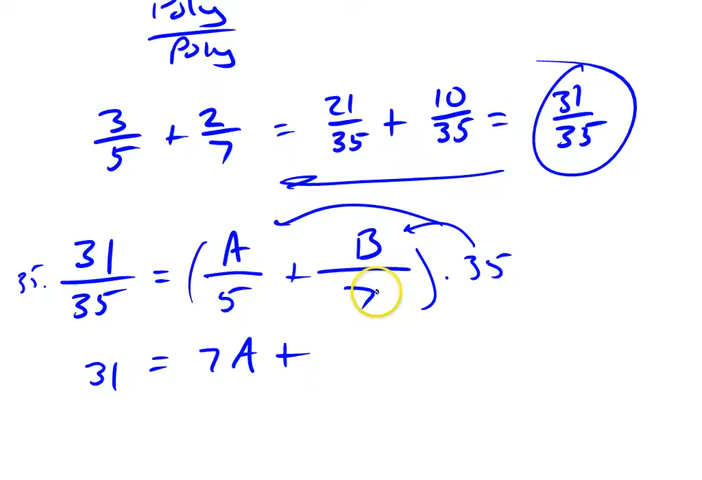 Poly
Poly
3/5 + 2/7 = 21/35 + 10/35 = 31/35
35. 31/35 = (A/5 + B/7) . 35
31 = 7A +